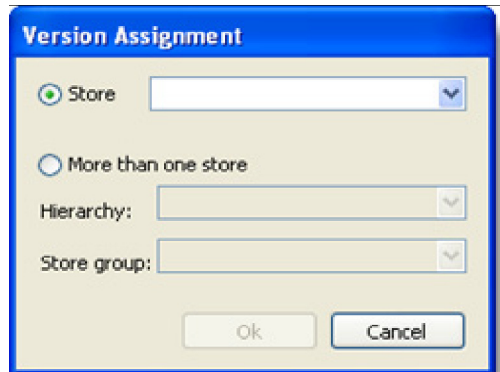 Version Assignment
Store
More than one store
Hierarchy:
Store group:
Ok Cancel